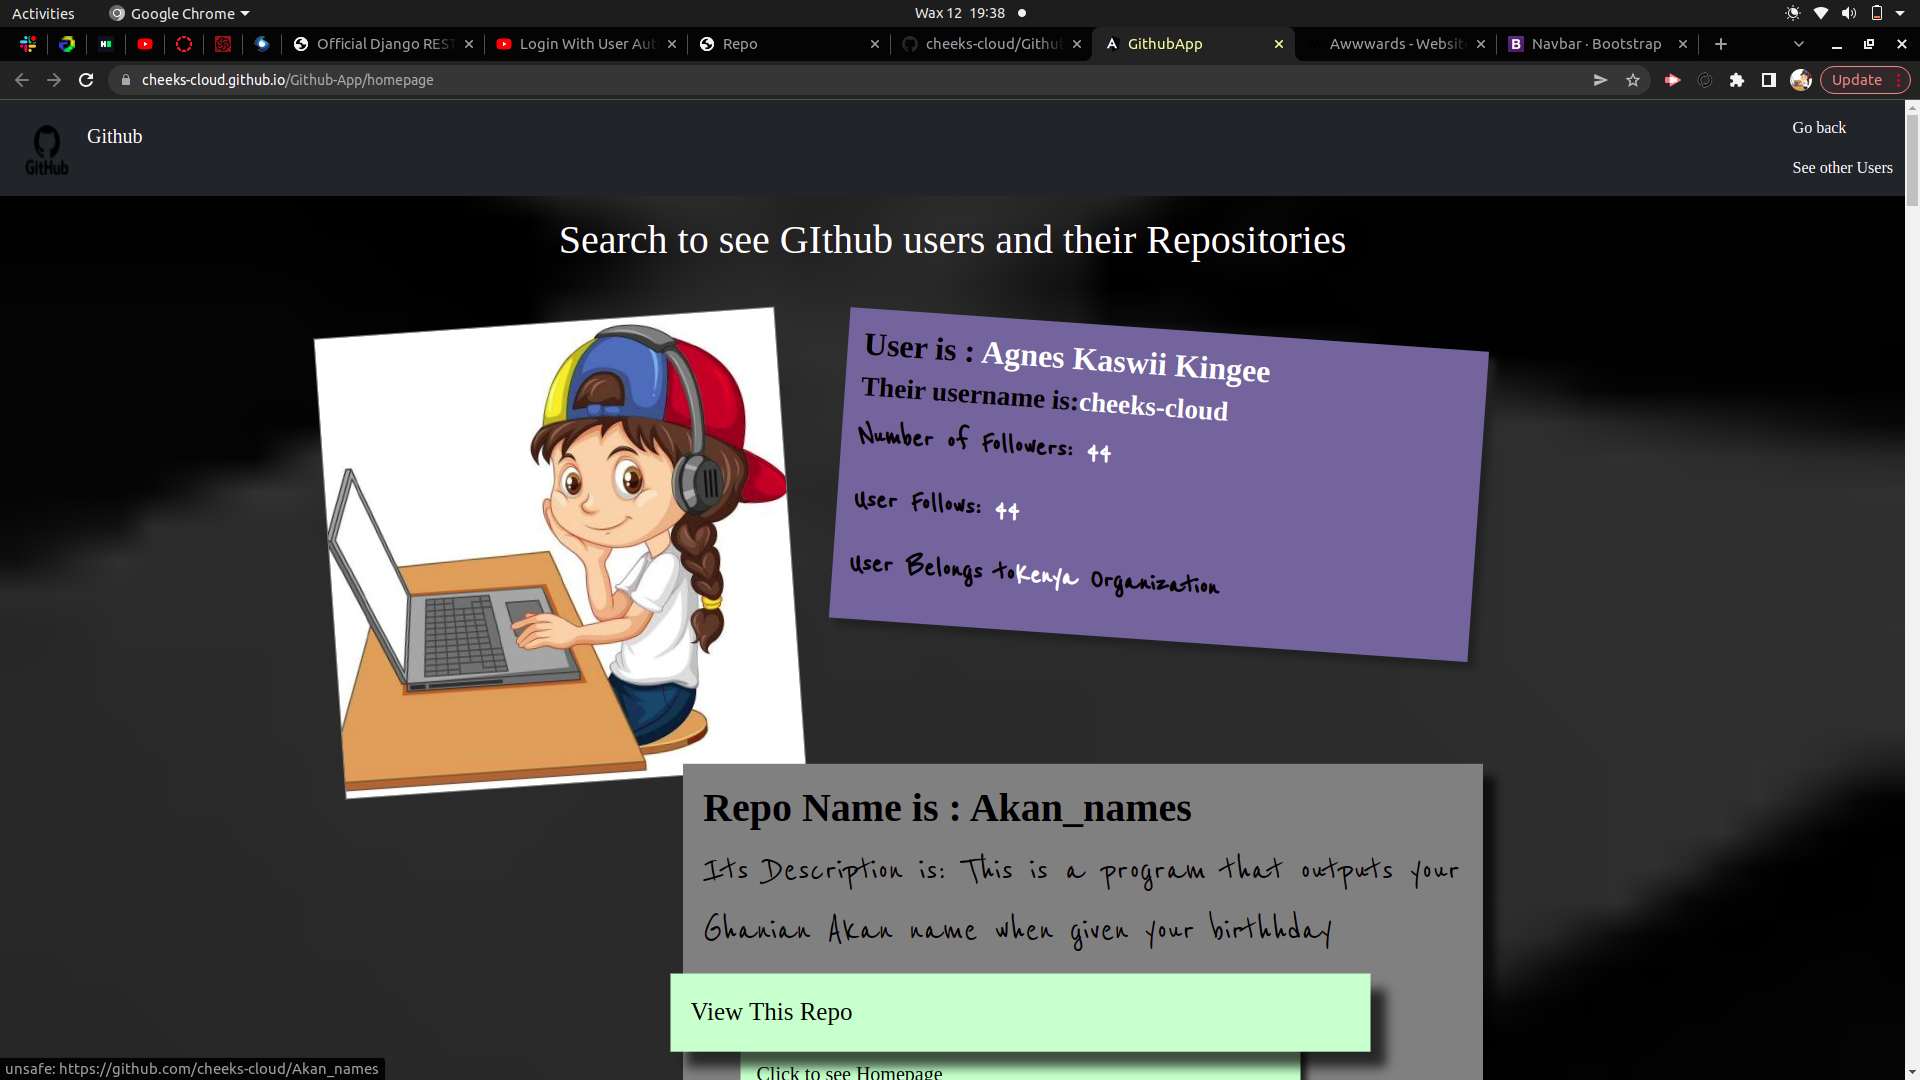 Activities
Google Chrome
Wax 12 19:38
Official Django REST
Login With User Aut
Repo
cheeks-cloud/Github
GithubApp
Awwwards - Website
Navbar · Bootstrap
cheeks-cloud.github.io/Github-App/homepage
Update
GitHub
Github
Go back
See other Users
Search to see GIthub users and their Repositories
User is : Agnes Kaswii Kingee
Their username is:cheeks-cloud
Number of Followers: 44
User Follows: 44
User Belongs toKenya Organization
Repo Name is : Akan_names
Its Description is: This is a program that outputs your
Ghanian Akan name when given your birthhday
View This Repo
Click to see Homepage
unsafe: https://github.com/cheeks-cloud/Akan_names